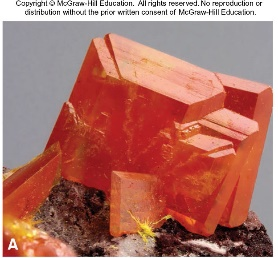 Copyright © McGraw-Hill Education. All rights reserved. No reproduction or
distribution without the prior written consent of McGraw-Hill Education.
A